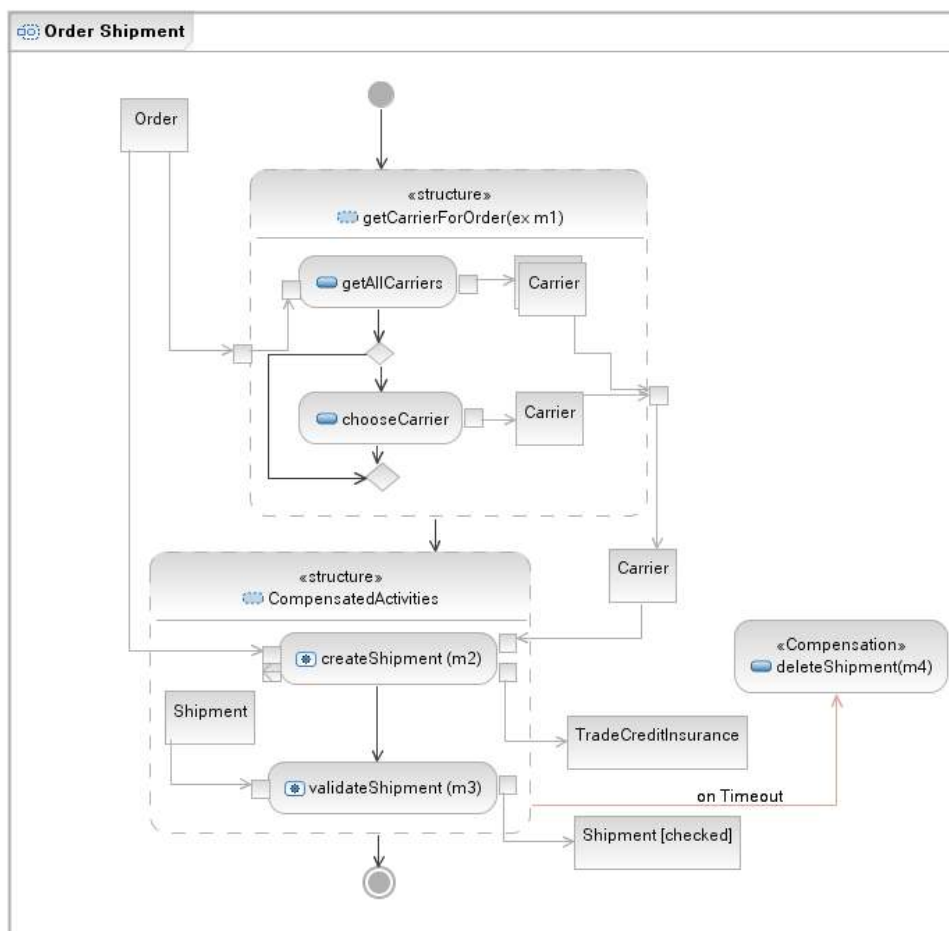 Order Shipment
Order
«structure»
getCarrierForOrder(ex m1)
getAllCarriers
Carrier
chooseCarrier
Carrier
«structure»
CompensatedActivities
Carrier
createShipment (m2)
«Compensation»
deleteShipment(m4)
Shipment
TradeCreditInsurance
validateShipment (m3)
on Timeout
Shipment [checked]